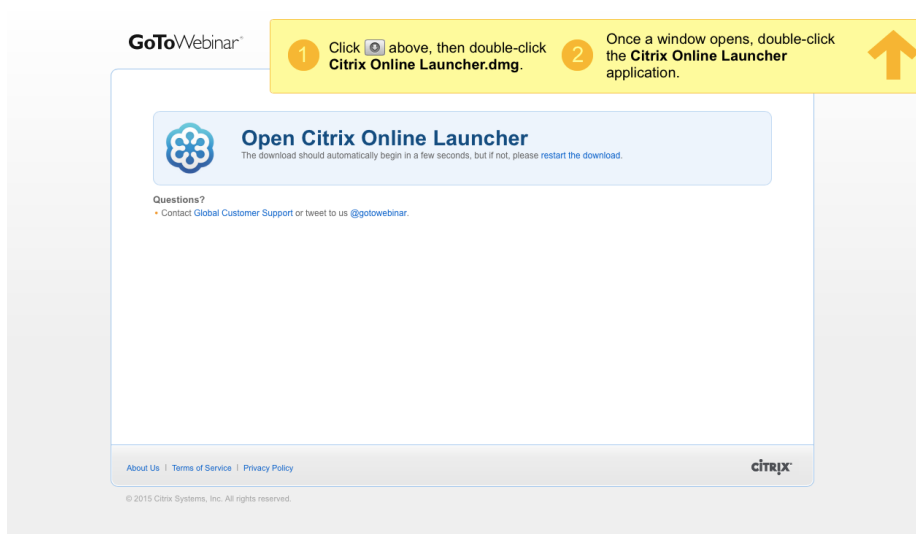 GoToWebinar®
1 Click above, then double-click
Citrix Online Launcher.dmg.
2 Once a window opens, double-click
the Citrix Online Launcher
application.
Open Citrix Online Launcher
The download should automatically begin in a few seconds, but if not, please restart the download.
Questions?
• Contact Global Customer Support or tweet to us @gotowebinar.
About Us | Terms of Service | Privacy Policy
CITRIX
© 2015 Citrix Systems, Inc. All rights reserved.